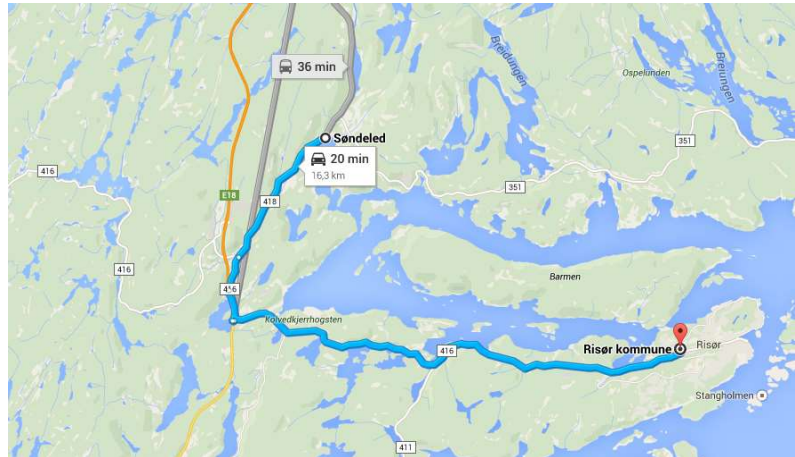 Breidungen
Breiungen
36 min
Ospelunden
Søndeled
351
20 min
16,3 km
416
351
E18
418
416
Barmen
416
Kolvedkjerrhogsten
416
Risør kommune
Risør
Stangholmen
411